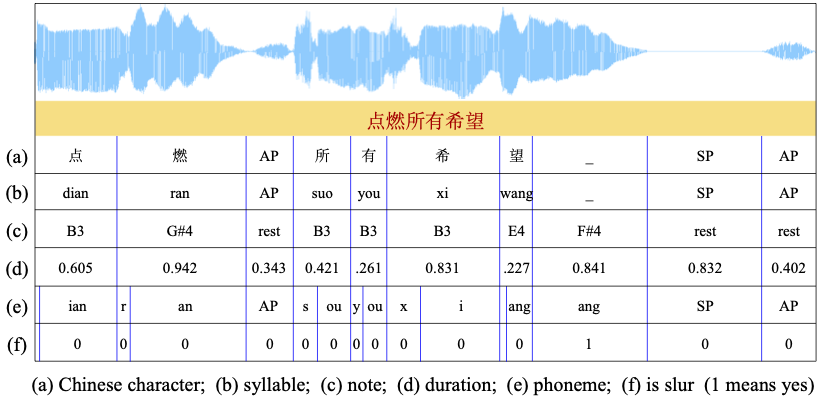 点燃所有希望
(a) 点 燃 AP 所 有 希 望 _ SP AP
(b) dian ran AP suo you xi wang _ SP AP
(c) B3 G#4 rest B3 B3 B3 E4 F#4 rest rest
(d) 0.605 0.942 0.343 0.421 .261 0.831 .227 0.841 0.832 0.402
(e) ian r an AP s ou y ou x i ang ang SP AP
(f) 0 0 0 0 0 0 0 0 0 0 0 1 0 0
(a) Chinese character; (b) syllable; (c) note; (d) duration; (e) phoneme; (f) is slur (1 means yes)